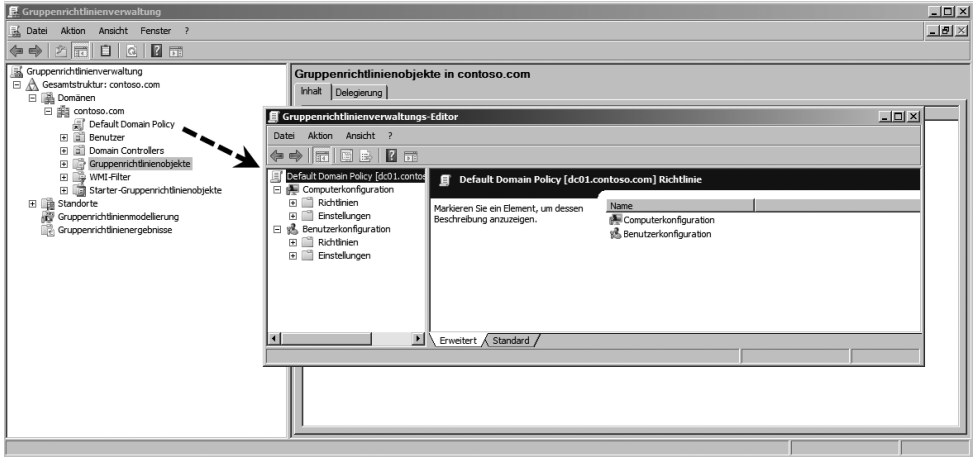 Gruppenrichtlinienverwaltung
Datei Aktion Ansicht Fenster ?
Gruppenrichtlinienverwaltung
Gesamtstruktur: contoso.com
Domänen
contoso.com
Default Domain Policy
Benutzer
Domain Controllers
Gruppenrichtlinienobjekte
WMI-Filter
Starter-Gruppenrichtlinienobjekte
Standorte
Gruppenrichtlinienmodellierung
Gruppenrichtlinienergebnisse
Gruppenrichtlinienobjekte in contoso.com
Inhalt Delegierung
Gruppenrichtlinienverwaltungs-Editor
Datei Aktion Ansicht ?
Default Domain Policy [dc01.contos
Computerkonfiguration
Richtlinien
Einstellungen
Benutzerkonfiguration
Richtlinien
Einstellungen
Default Domain Policy [dc01.contoso.com] Richtlinie
Markieren Sie ein Element, um dessen
Beschreibung anzuzeigen.
Name
Computerkonfiguration
Benutzerkonfiguration
Erweitert Standard